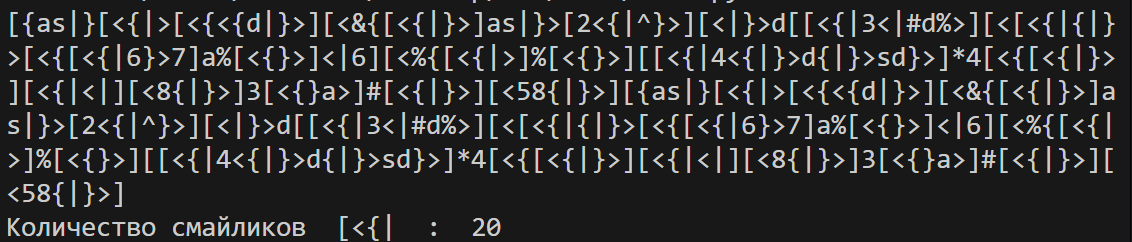 [{as|}[<{|>[<{<{d|}>][<&{[<{|}>]as|}>[2<{|^}>][<|}>d[[<{|3<|#d%>][<[<{|{|}
>[<{[<{|6}>7]a%[<{}>]<|6][<%{[<{|>]%[<{}>][[<{|4<{|}>d{|}>sd}>]*4[<{[<{|}>
][<{|<|][<8{|}>]3[<{}a>]#[<{|}>][<58{|}>][{as|}[<{|>[<{<{d|}>][<&{[<{|}>]a
s|}>[2<{|^}>][<|}>d[[<{|3<|#d%>][<[<{|{|}>[<{[<{|6}>7]a%[<{}>]<|6][<%{[<{|
>]%[<{}>][[<{|4<{|}>d{|}>sd}>]*4[<{[<{|}>][<{|<|][<8{|}>]3[<{}a>]#[<{|}>][
<58{|}>]
Количество смайликов  [<{|  :  20